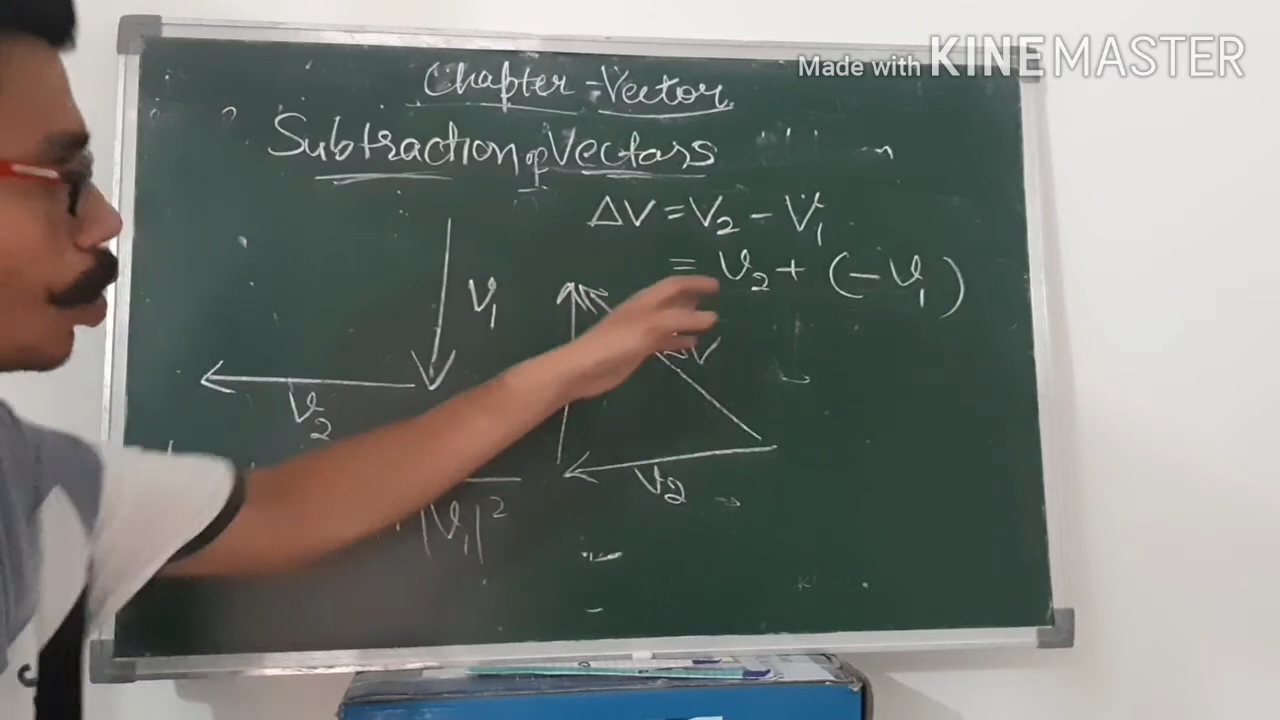 Made with KINEMASTER
Chapter - Vector
Subtraction of Vectors
ΔV = V₂ - V₁
= V₂ + (-V₁)
V₁
V
V₂
V₂
|V₁|²